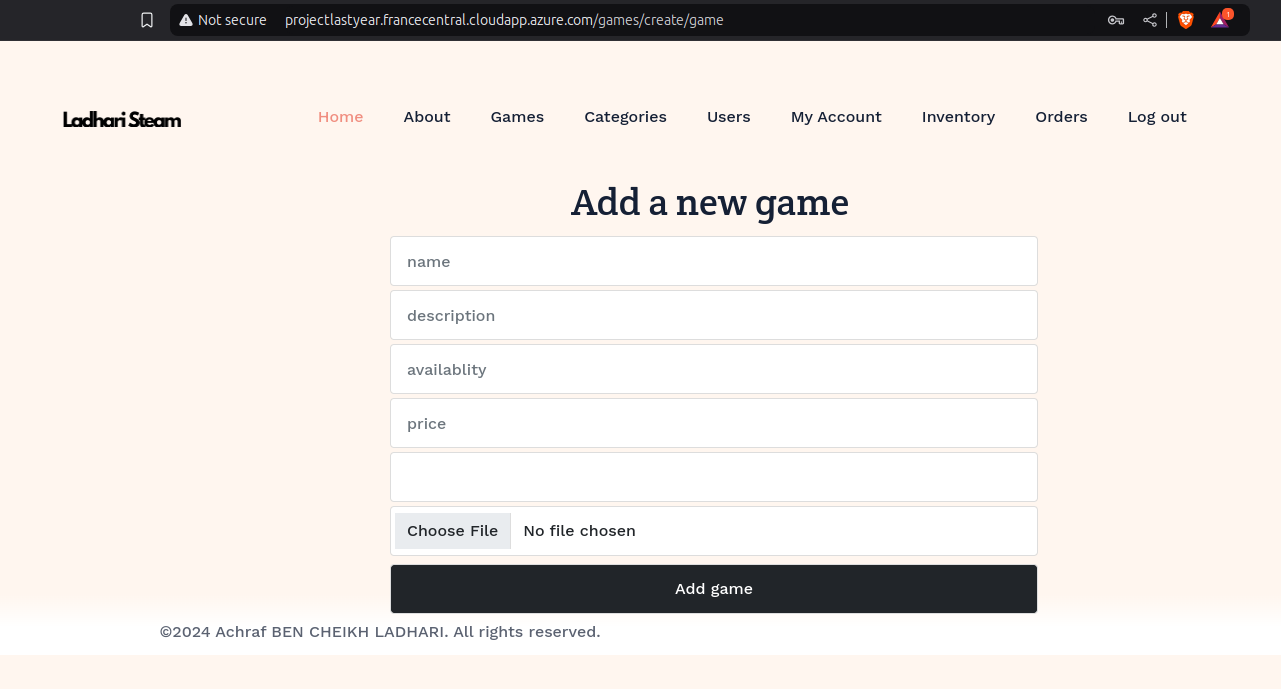 Not secure projectlastyear.francecentral.cloudapp.azure.com/games/create/game 1
Ladhari Steam Home About Games Categories Users My Account Inventory Orders Log out
Add a new game
name
description
availablity
price
Choose File No file chosen
Add game
©2024 Achraf BEN CHEIKH LADHARI. All rights reserved.